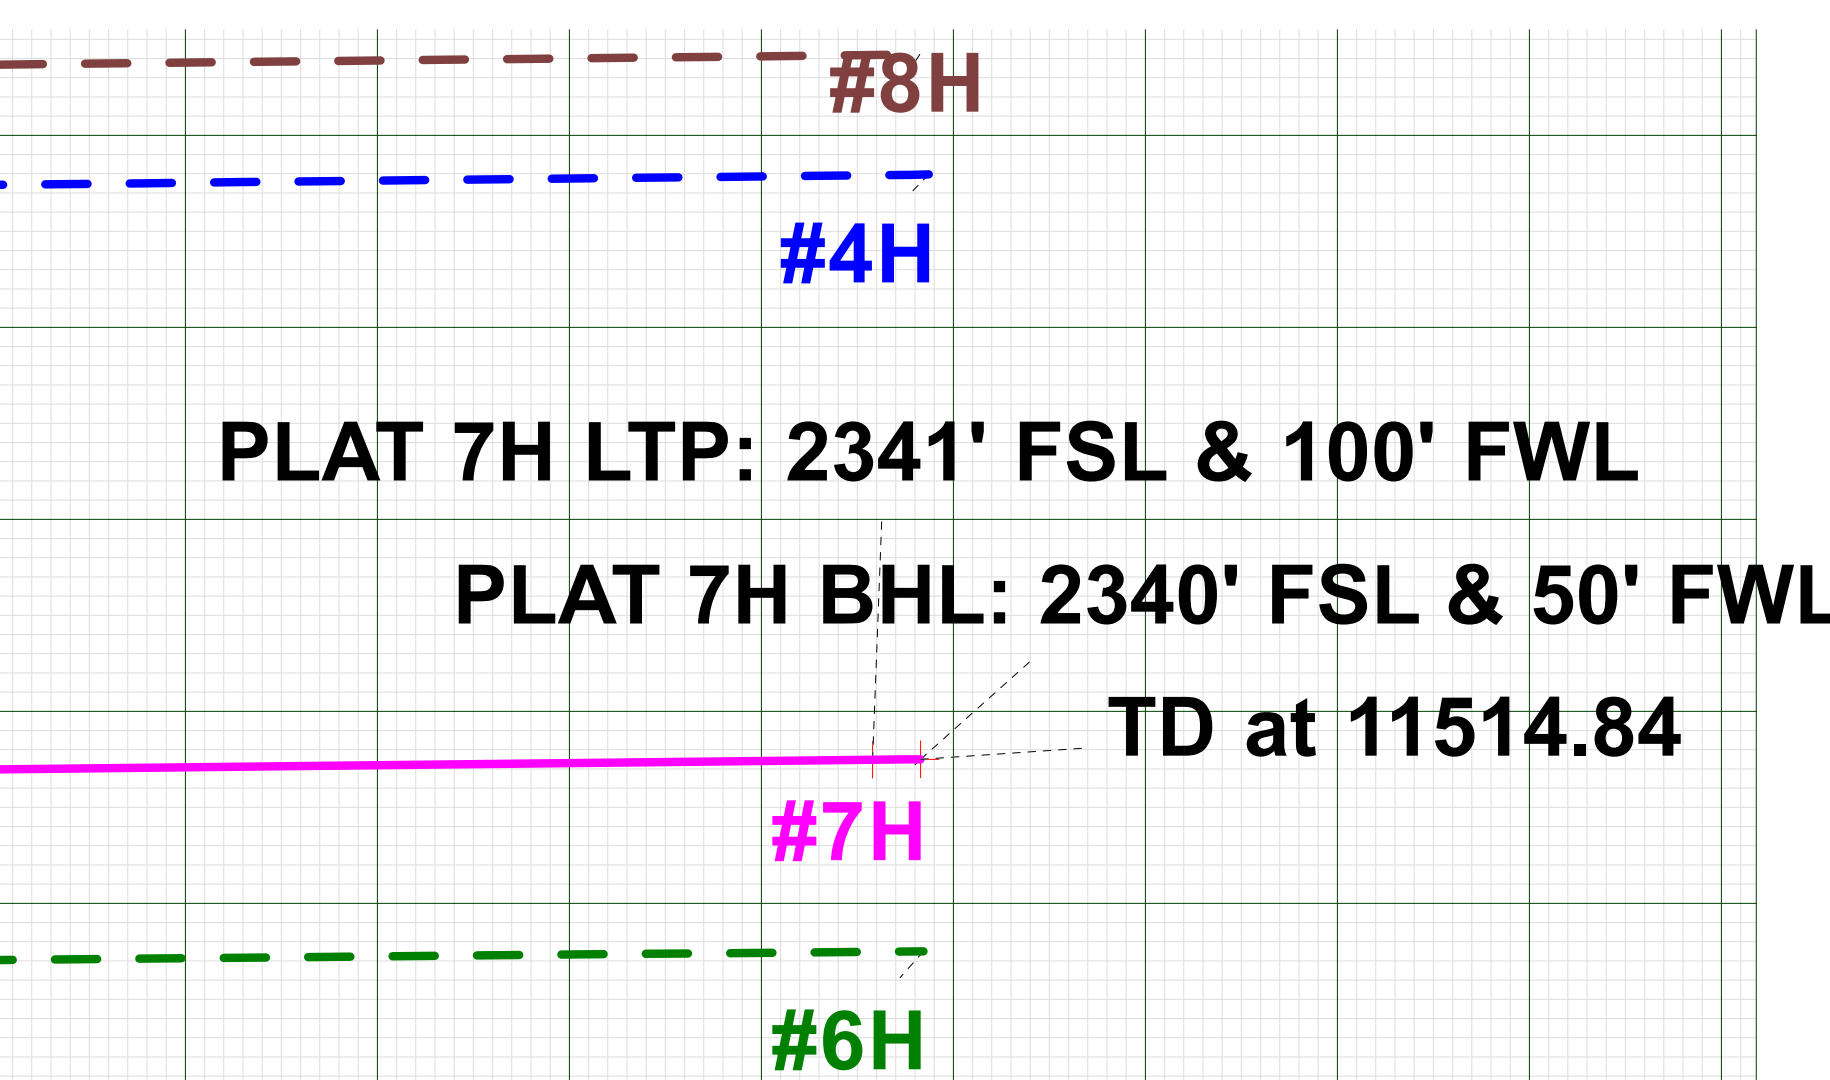 #8H
#4H
PLAT 7H LTP: 2341' FSL & 100' FWL
PLAT 7H BHL: 2340' FSL & 50' FWL
TD at 11514.84
#7H
#6H